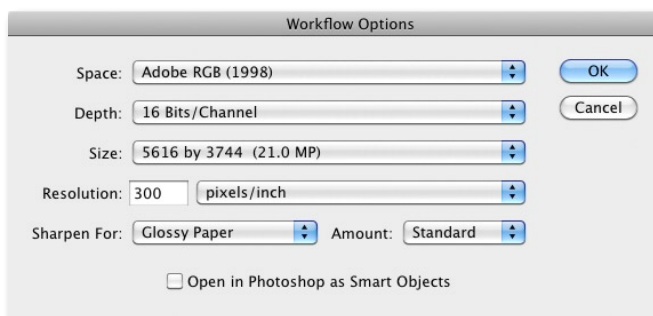 Workflow Options
Space: Adobe RGB (1998) OK
Depth: 16 Bits/Channel Cancel
Size: 5616 by 3744 (21.0 MP)
Resolution: 300 pixels/inch
Sharpen For: Glossy Paper Amount: Standard
Open in Photoshop as Smart Objects